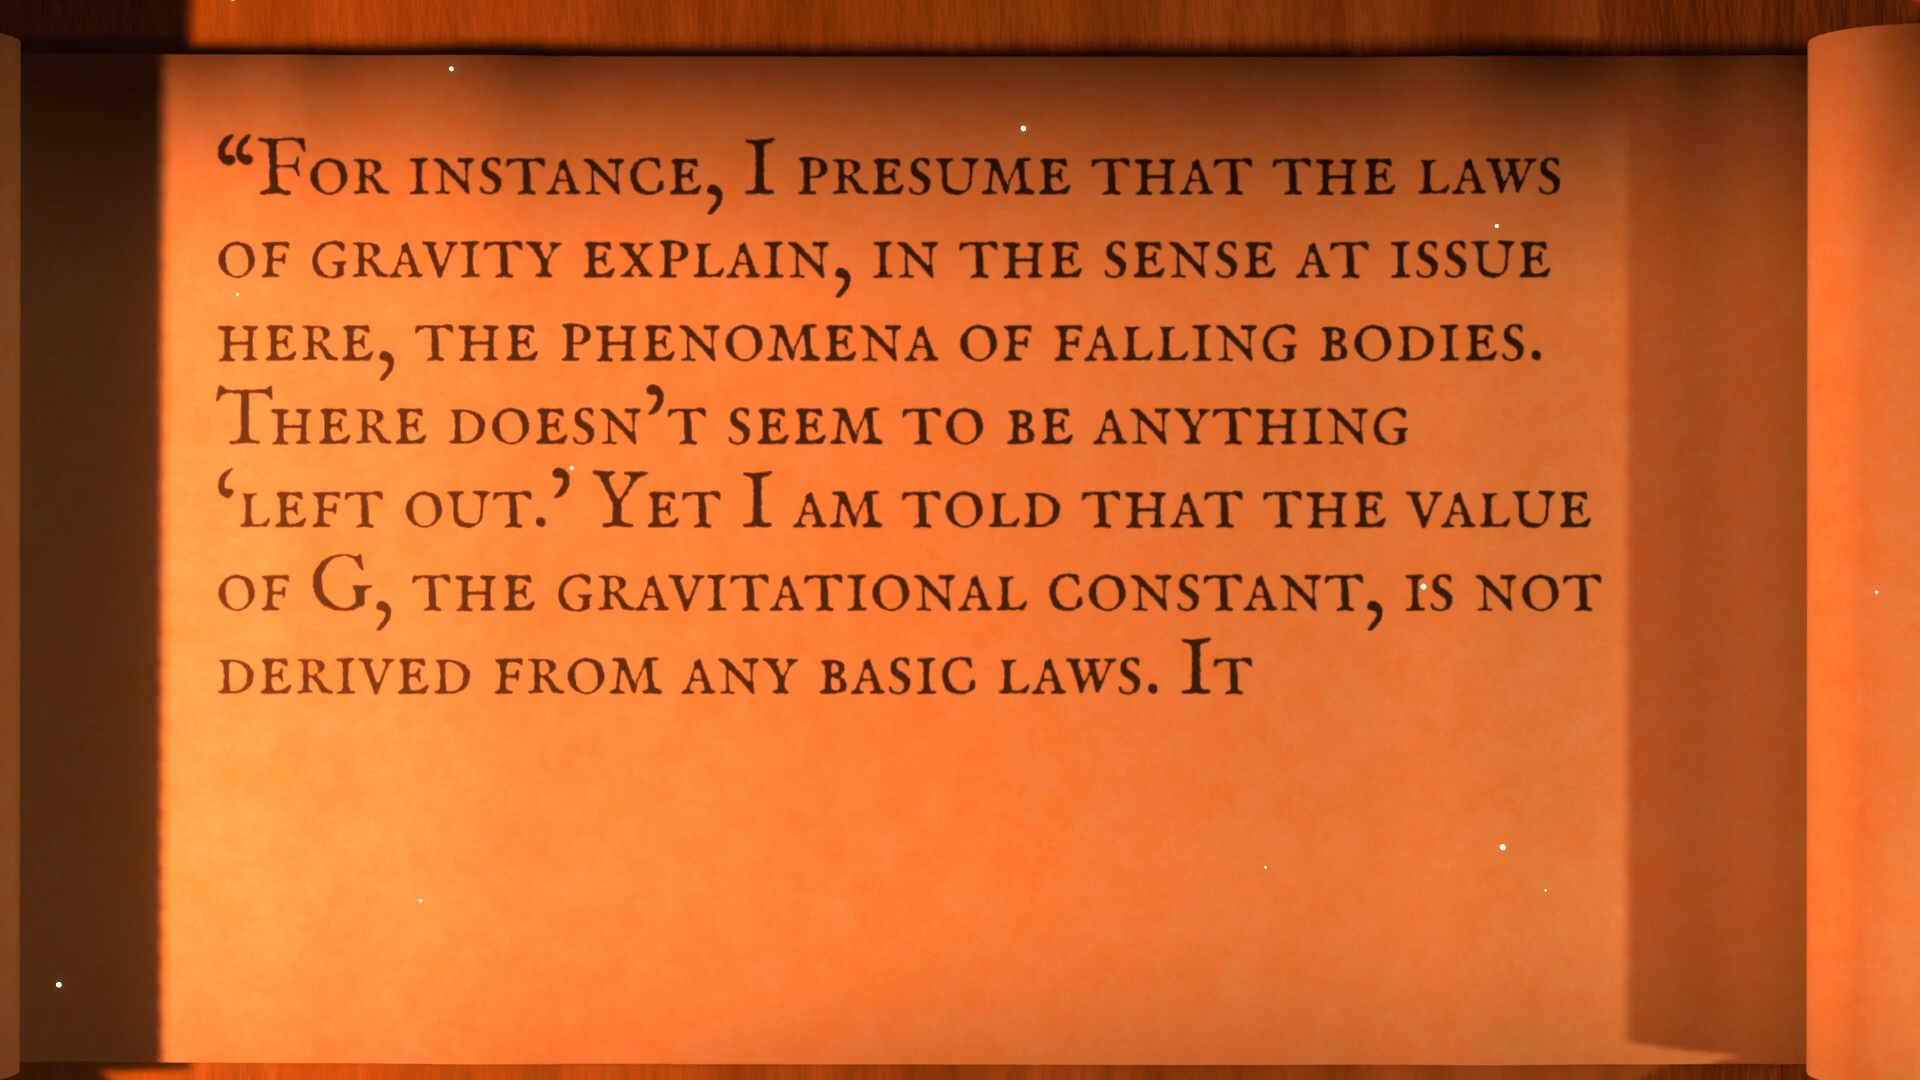 “For instance, I presume that the laws
of gravity explain, in the sense at issue
here, the phenomena of falling bodies.
There doesn’t seem to be anything
‘left out.’ Yet I am told that the value
of G, the gravitational constant, is not
derived from any basic laws. It